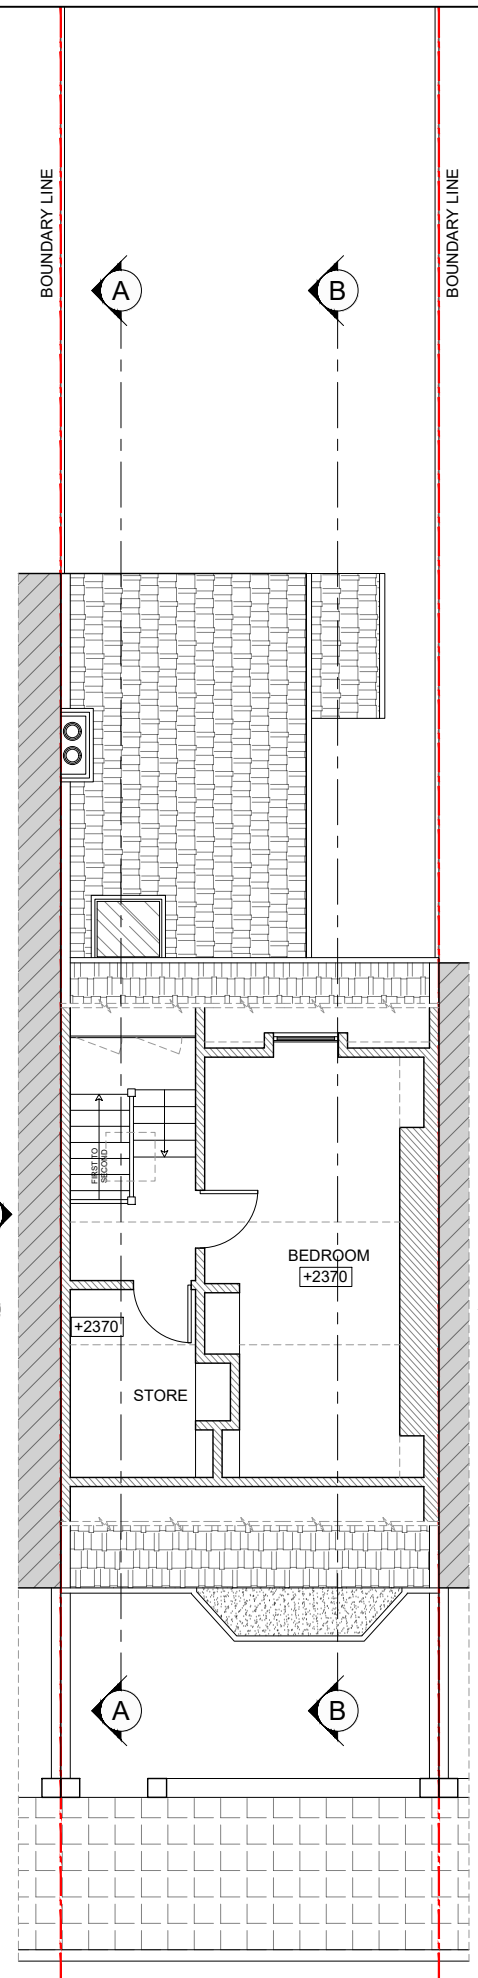 BOUNDARY LINE
BOUNDARY LINE
A
B
FIRST TO
SECOND
BEDROOM
+2370
+2370
STORE
A
B